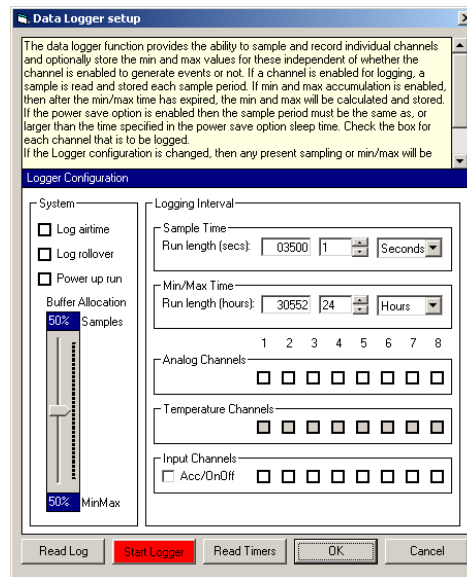 Data Logger setup
The data logger function provides the ability to sample and record individual channels
and optionally store the min and max values for these independent of whether the
channel is enabled to generate events or not. If a channel is enabled for logging, a
sample is read and stored each sample period. If min and max accumulation is enabled,
then after the min/max time has expired, the min and max will be calculated and stored.
If the power save option is enabled then the sample period must be the same as, or
larger than the time specified in the power save option sleep time. Check the box for
each channel that is to be logged.
If the Logger configuration is changed, then any present sampling or min/max will be
Logger Configuration
System
Log airtime
Log rollover
Power up run
Buffer Allocation
50% Samples
50% MinMax
Logging Interval
Sample Time
Run length (secs): 03500 1 Seconds
Min/Max Time
Run length (hours): 30552 24 Hours
1 2 3 4 5 6 7 8
Analog Channels
Temperature Channels
Input Channels
Acc/OnOff
Read Log Start Logger Read Timers OK Cancel